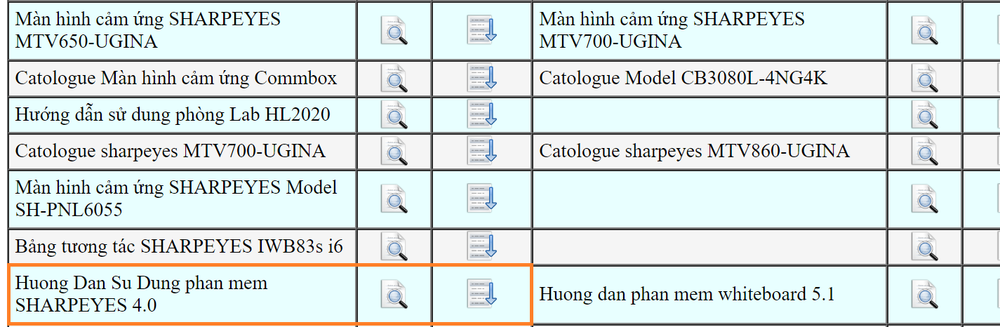 Màn hình cảm ứng SHARPEYES
MTV650-UGINA
Màn hình cảm ứng SHARPEYES
MTV700-UGINA
Catologue Màn hình cảm ứng Commbox
Catologue Model CB3080L-4NG4K
Hướng dẫn sử dung phòng Lab HL2020
Catologue sharpeyes MTV700-UGINA
Catologue sharpeyes MTV860-UGINA
Màn hinh cảm ứng SHARPEYES Model
SH-PNL6055
Bảng tương tác SHARPEYES IWB83s i6
Huong Dan Su Dung phan mem
SHARPEYES 4.0
Huong dan phan mem whiteboard 5.1